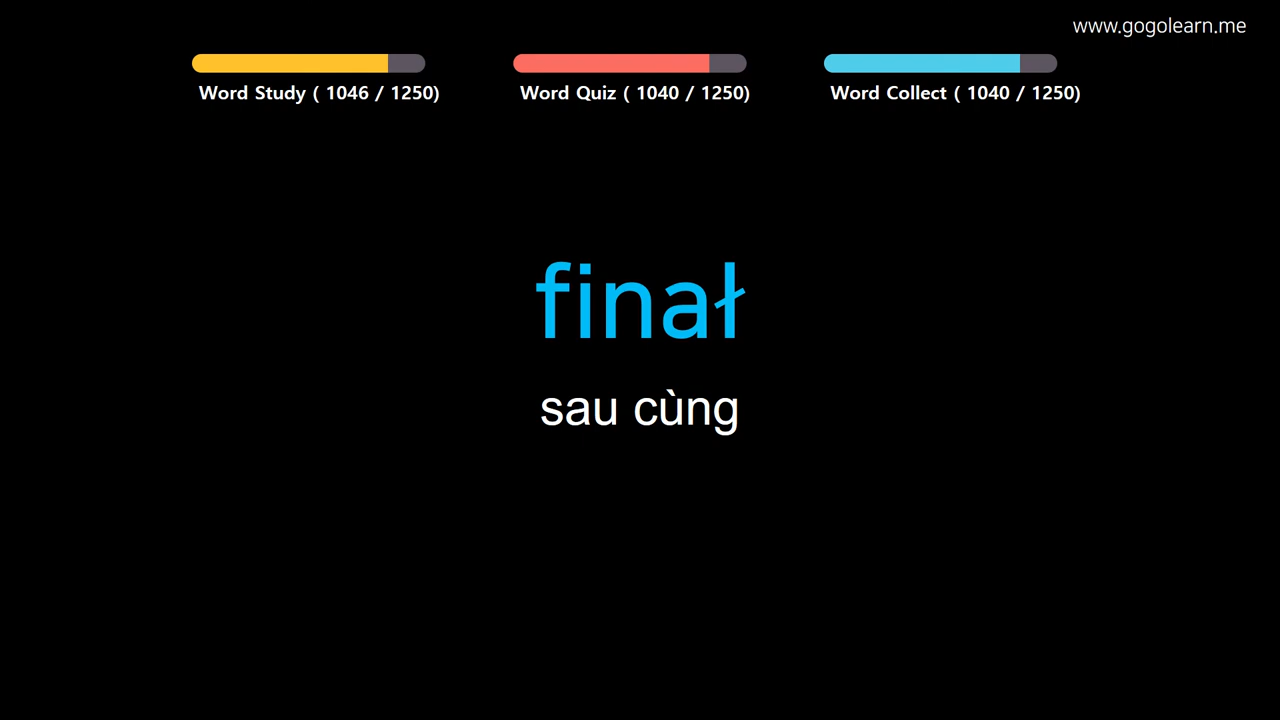 www.gogolearn.me
Word Study ( 1046 / 1250)
Word Quiz ( 1040 / 1250)
Word Collect ( 1040 / 1250)
finał
sau cùng